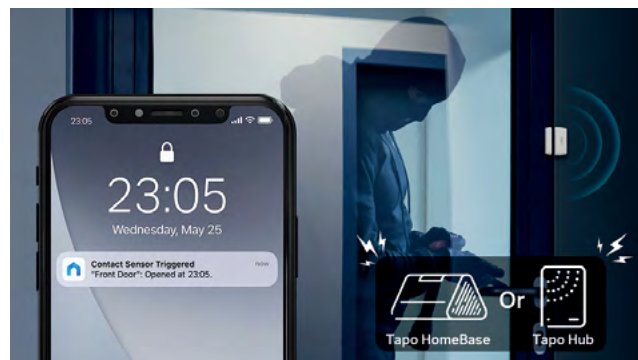 23:05
23:05
Wednesday, May 25
Contact Sensor Triggered
now
"Front Door": Opened at 23:05.
Or
Tapo HomeBase
Tapo Hub